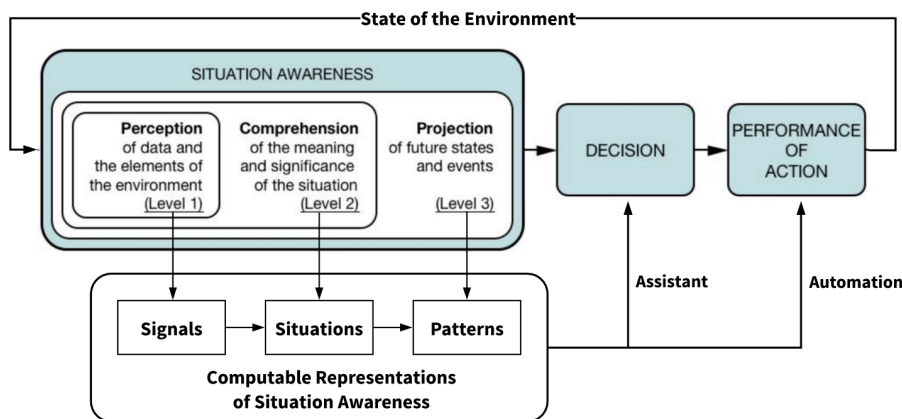 State of the Environment
SITUATION AWARENESS
Perception
of data and
the elements of
the environment
(Level 1)
Comprehension
of the meaning
and significance
of the situation
(Level 2)
Projection
of future states
and events
(Level 3)
DECISION
PERFORMANCE
OF
ACTION
Assistant
Automation
Signals
Situations
Patterns
Computable Representations
of Situation Awareness